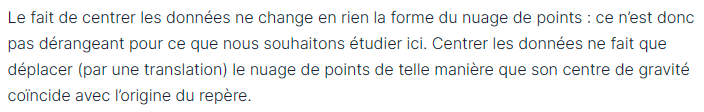 Le fait de centrer les données ne change en rien la forme du nuage de points : ce n’est donc
pas dérangeant pour ce que nous souhaitons étudier ici. Centrer les données ne fait que
déplacer (par une translation) le nuage de points de telle manière que son centre de gravité
coïncide avec l’origine du repère.